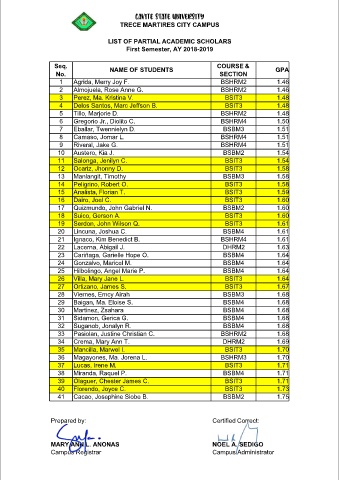 CAVITE STATE UNIVERSITY
TRECE MARTIRES CITY CAMPUS
LIST OF PARTIAL ACADEMIC SCHOLARS
First Semester, AY 2018-2019
Seq. No. NAME OF STUDENTS COURSE & SECTION GPA
1 Agrida, Merry Joy F. BSHRM2 1.46
2 Almojuela, Rose Anne G. BSHRM2 1.46
3 Perez, Ma. Kristina V. BSIT3 1.48
4 Delos Santos, Marc Jeffson B. BSIT3 1.48
5 Tillo, Marjorie D. BSHRM2 1.48
6 Gregorio Jr., Diolito C. BSHRM4 1.50
7 Eballar, Twennielyn D. BSBM3 1.51
8 Camaso, Jomar L. BSHRM4 1.51
9 Riveral, Jake G. BSHRM4 1.51
10 Austero, Kia J. BSBM2 1.54
11 Salonga, Jenilyn C. BSIT3 1.54
12 Ocariz, Jhonny D. BSIT3 1.58
13 Manlangit, Timothy BSBM3 1.58
14 Peligrino, Robert O. BSIT3 1.58
15 Analista, Florian T. BSIT3 1.59
16 Dairo, Joel C. BSIT3 1.60
17 Quizmundo, John Gabriel N. BSBM2 1.60
18 Suico, Gerson A. BSIT3 1.60
19 Serdon, John Wilson Q. BSIT3 1.61
20 Lincuna, Joshua C. BSBM4 1.61
21 Ignaco, Kim Benedict B. BSHRM4 1.61
22 Lacerna, Abigail J. DHRM2 1.63
23 Cariñaga, Garielle Hope O. BSBM4 1.64
24 Gonzalvo, Maricel M. BSBM4 1.64
25 Hilbolingo, Angel Marie P. BSBM4 1.64
26 Villa, Mary Jane L. BSIT3 1.64
27 Ortizano, James S. BSIT3 1.67
28 Viernes, Emcy Alrah BSBM3 1.68
29 Baigan, Ma. Eloise S. BSBM4 1.68
30 Martinez, Zsahara BSBM4 1.68
31 Sidamon, Gerica G. BSBM4 1.68
32 Suganob, Jonalyn R. BSBM4 1.68
33 Pasiolan, Justine Christian C. BSHRM2 1.68
34 Crema, Mary Ann T. DHRM2 1.69
35 Mancilla, Marwel I. BSIT3 1.70
36 Magayones, Ma. Jorena L. BSHRM3 1.70
37 Lucas, Irene M. BSIT3 1.71
38 Miranda, Raquel P. BSBM4 1.71
39 Olaguer, Chester James C. BSIT3 1.71
40 Florendo, Joyce C. BSIT3 1.73
41 Cacao, Josephine Slobe B. BSBM2 1.75
Prepared by: Certified Correct:
MARY ANN L. ANONAS NOEL A. SEDIGO
Campus Registrar Campus Administrator